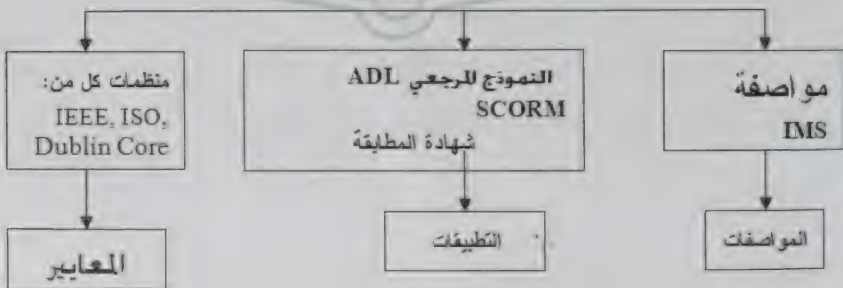 مواصفة
IMS
النموذج المرجعي ADL
SCORM
شهادة المطابقة
منظمات كل من:
IEEE, ISO,
Dublin Core
المواصفات
التطبيقات
المعايير